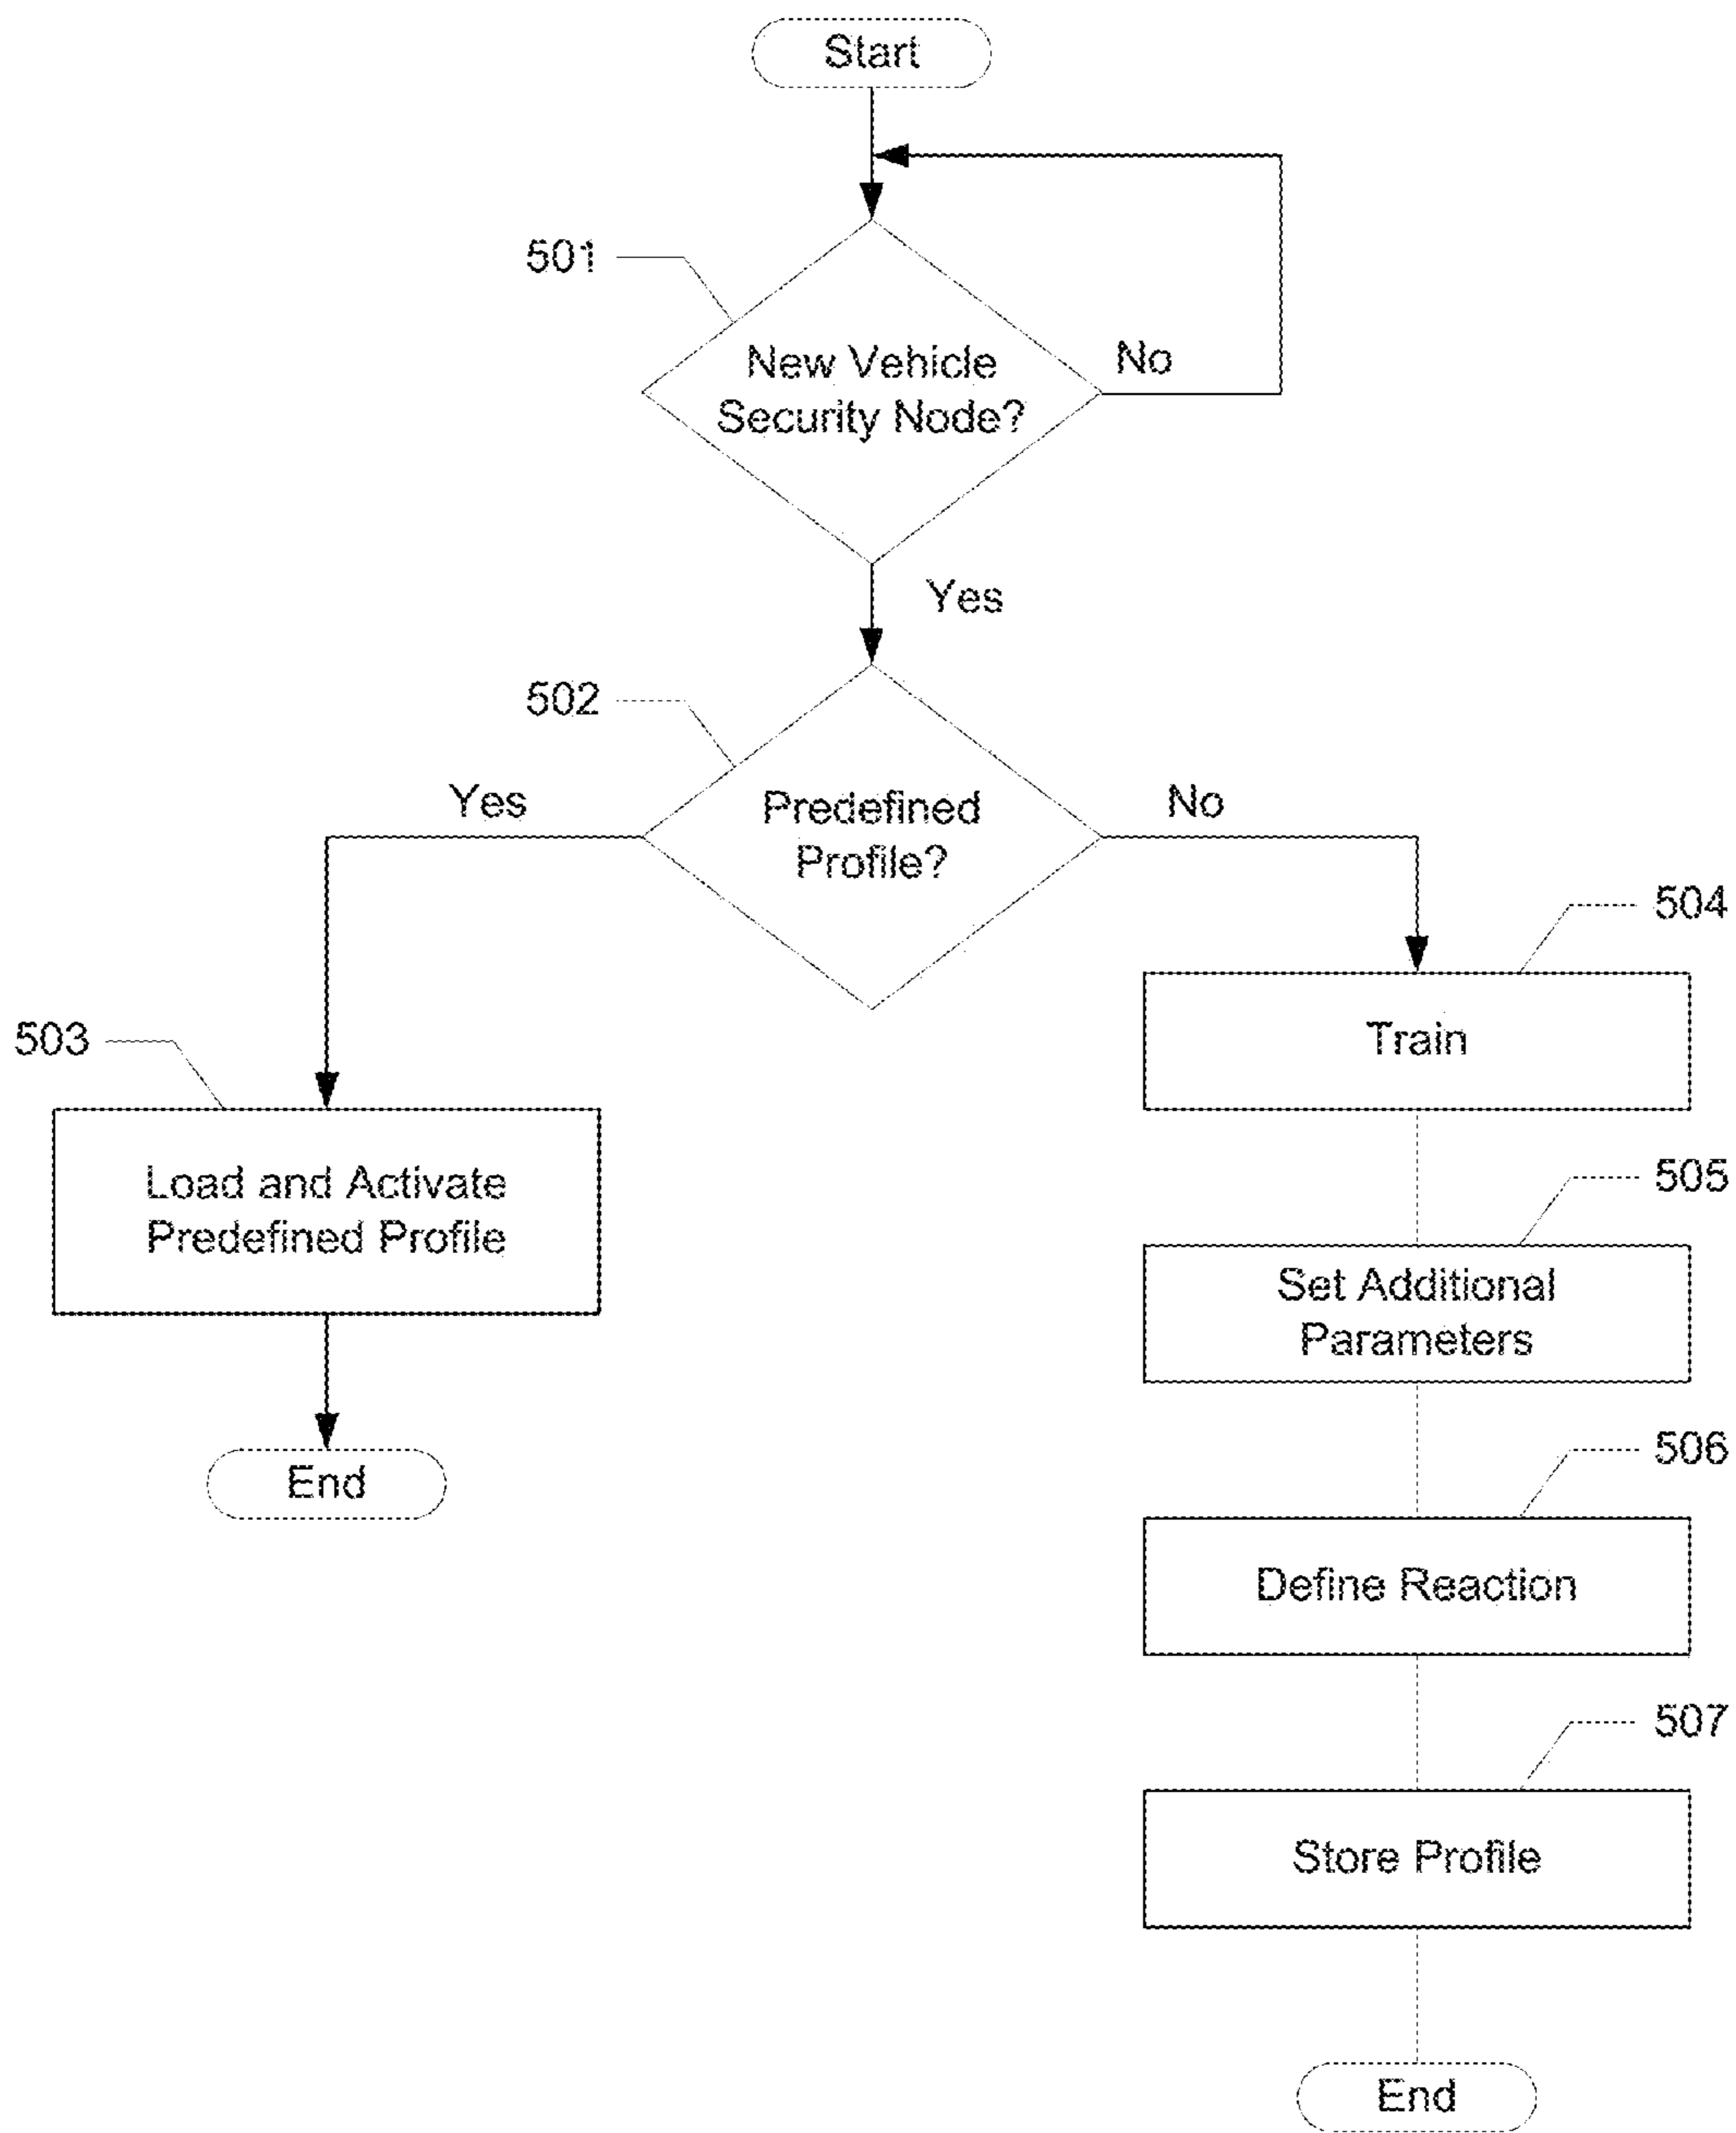 Start
501
New Vehicle
Security Node?
No
Yes
502
Predefined
Profile?
Yes
No
504
Train
503
Load and Activate
Predefined Profile
505
Set Additional
Parameters
End
506
Define Reaction
507
Store Profile
End